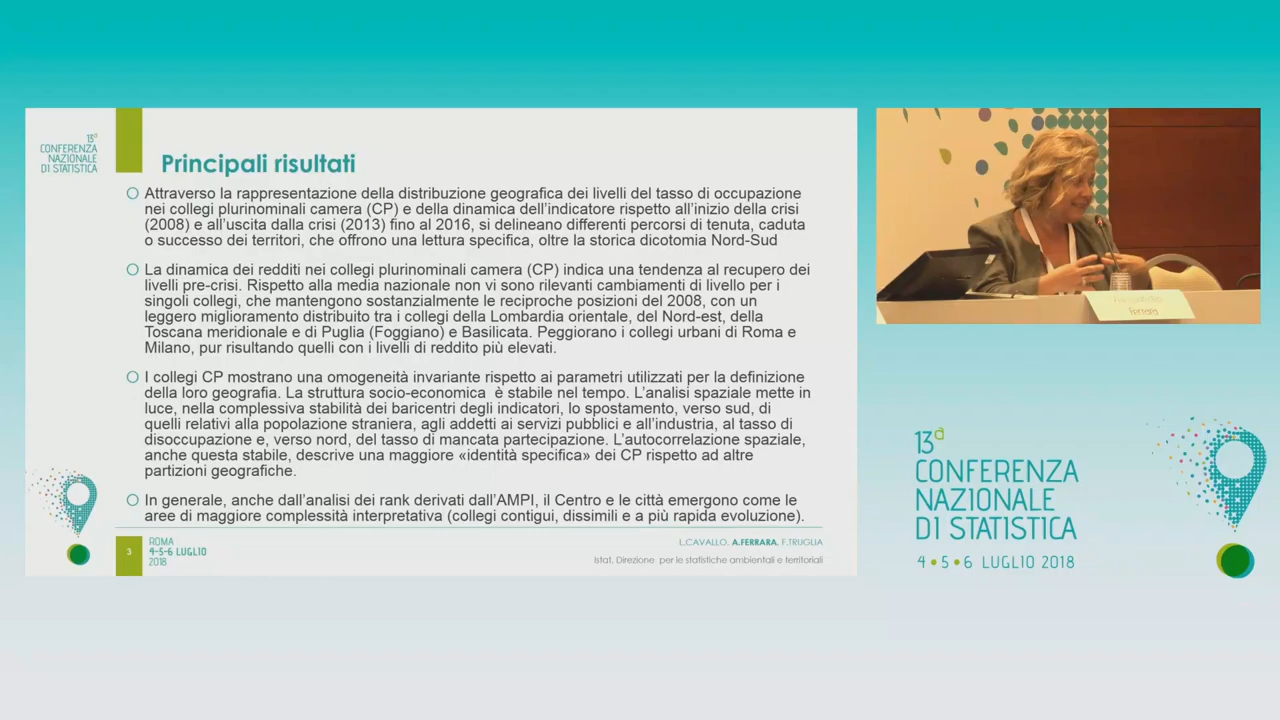 13a
CONFERENZA
NAZIONALE
DI STATISTICA
Principali risultati
Attraverso la rappresentazione della distribuzione geografica dei livelli del tasso di occupazione
nei collegi plurinominali camera (CP) e della dinamica dell'indicatore rispetto all'inizio della crisi
(2008) e all'uscita dalla crisi (2013) fino al 2016, si delineano differenti percorsi di tenuta, caduta
o successo dei territori, che offrono una lettura specifica, oltre la storica dicotomia Nord-Sud
La dinamica dei redditi nei collegi plurinominali camera (CP) indica una tendenza al recupero dei
livelli pre-crisi. Rispetto alla media nazionale non vi sono rilevanti cambiamenti di livello per i
singoli collegi, che mantengono sostanzialmente le reciproche posizioni del 2008, con un
leggero miglioramento distribuito tra i collegi della Lombardia orientale, del Nord-est, della
Toscana meridionale e di Puglia (Foggiano) e Basilicata. Peggiorano i collegi urbani di Roma e
Milano, pur risultando quelli con i livelli di reddito più elevati.
I collegi CP mostrano una omogeneità invariante rispetto ai parametri utilizzati per la definizione
della loro geografia. La struttura socio-economica è stabile nel tempo. L'analisi spaziale mette in
luce, nella complessiva stabilità dei baricentri degli indicatori, lo spostamento, verso sud, di
quelli relativi alla popolazione straniera, agli addetti ai servizi pubblici e all'industria, al tasso di
disoccupazione e, verso nord, del tasso di mancata partecipazione. L'autocorrelazione spaziale,
anche questa stabile, descrive una maggiore «identità specifica» dei CP rispetto ad altre
partizioni geografiche.
In generale, anche dall'analisi dei rank derivati dall'AMPI, il Centro e le città emergono come le
aree di maggiore complessità interpretativa (collegi contigui, dissimili e a più rapida evoluzione).
3
ROMA
4-5-6 LUGLIO
2018
L.CAVALLO, A.FERRARA, F.TRUGLIA
Istat, Direzione per le statistiche ambientali e territoriali
Ferrara
13a
CONFERENZA
NAZIONALE
DI STATISTICA
4•5•6 LUGLIO 2018